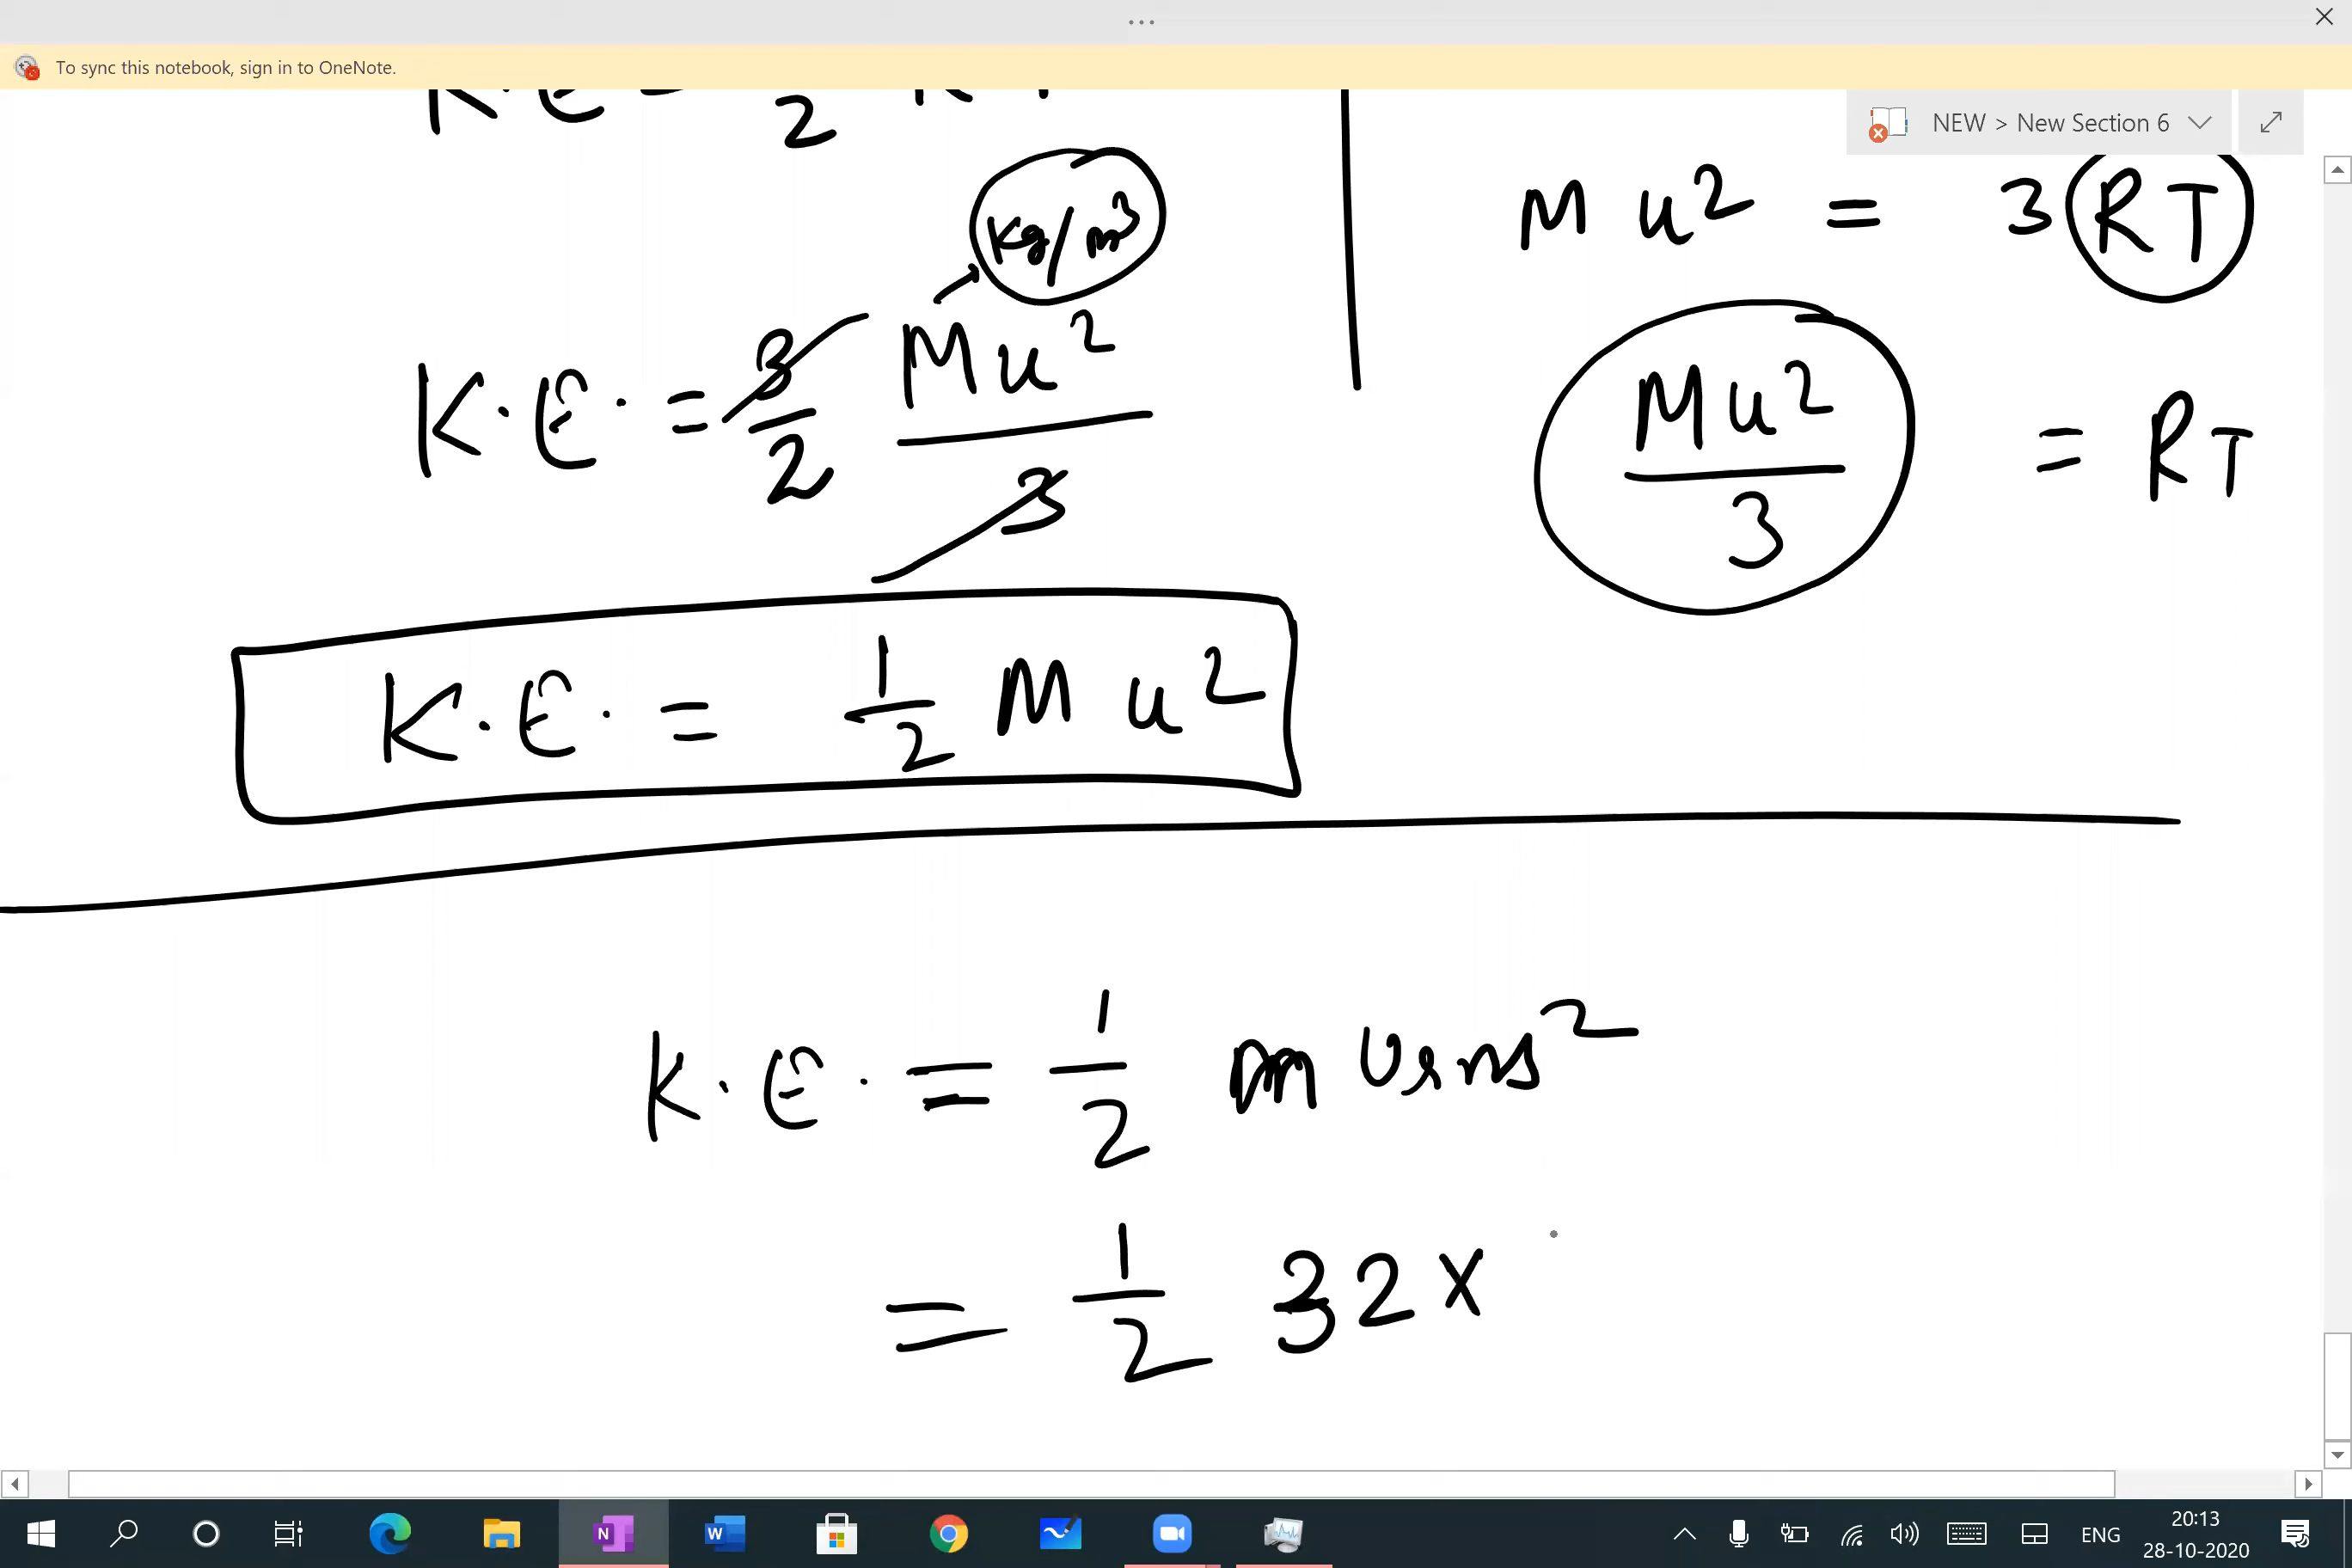 To sync this notebook, sign in to OneNote.
NEW > New Section 6
M u² = 3 RT
kg/m³
K.E. = 3/2 Mu²/3
Mu²/3 = RT
K.E. = 1/2 M u²
K.E. = 1/2 m Urms²
= 1/2 32 x
N
W
ENG
20:13
28-10-2020